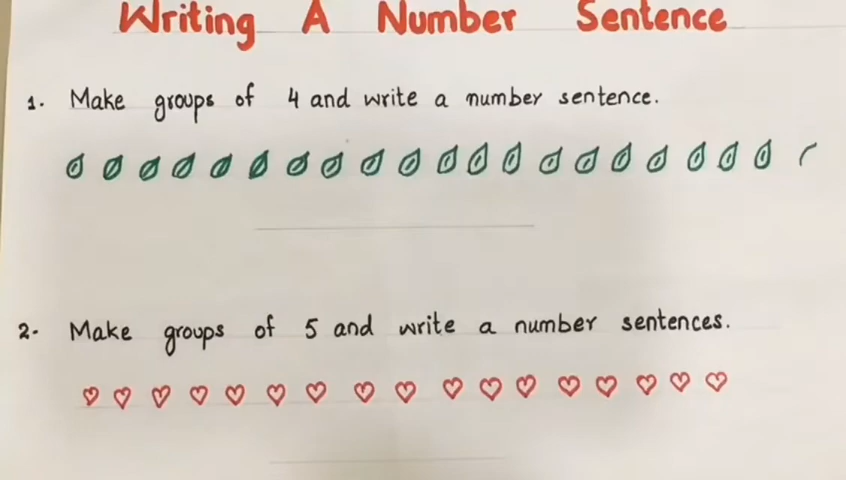 Writing A Number Sentence
1. Make groups of 4 and write a number sentence.
2. Make groups of 5 and write a number sentences.